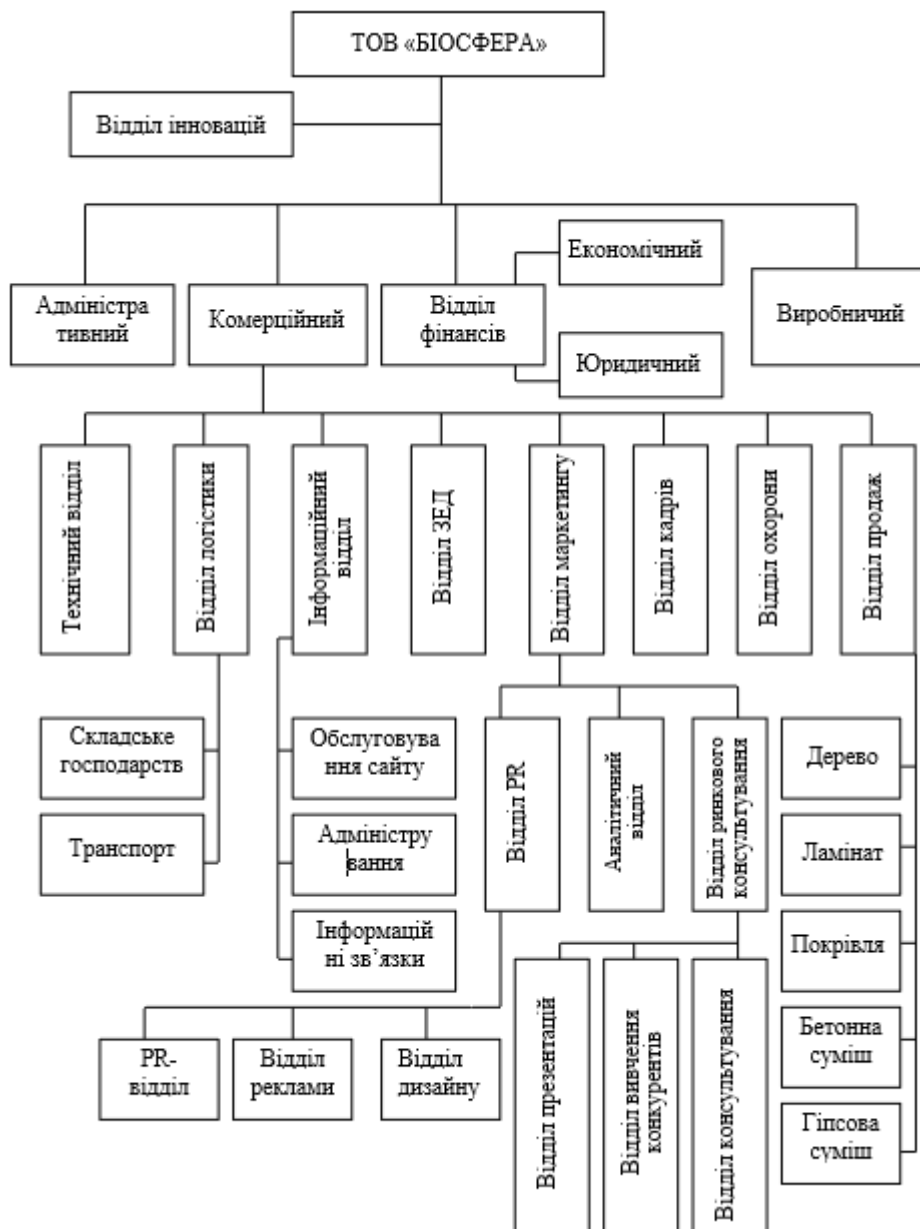 ТОВ «БІОСФЕРА»
Відділ інновацій
Адміністра
тивний
Комерційний
Відділ
фінансів
Економічний
Юридичний
Виробничий
Технічний відділ
Відділ логістики
Інформаційний
відділ
Відділ ЗЕД
Відділ маркетингу
Відділ кадрів
Відділ охорони
Відділ продаж
Складське
господарств
Транспорт
Обслуговува
ння сайту
Адміністру
вання
Інформацій
ні зв’язки
Відділ PR
Аналітичний
відділ
Відділ ринкового
консультування
Дерево
Ламінат
Покрівля
Бетонна
суміш
Гіпсова
суміш
PR-
відділ
Відділ
реклами
Відділ
дизайну
Відділ презентацій
Відділ вивчення
конкурентів
Відділ консультування